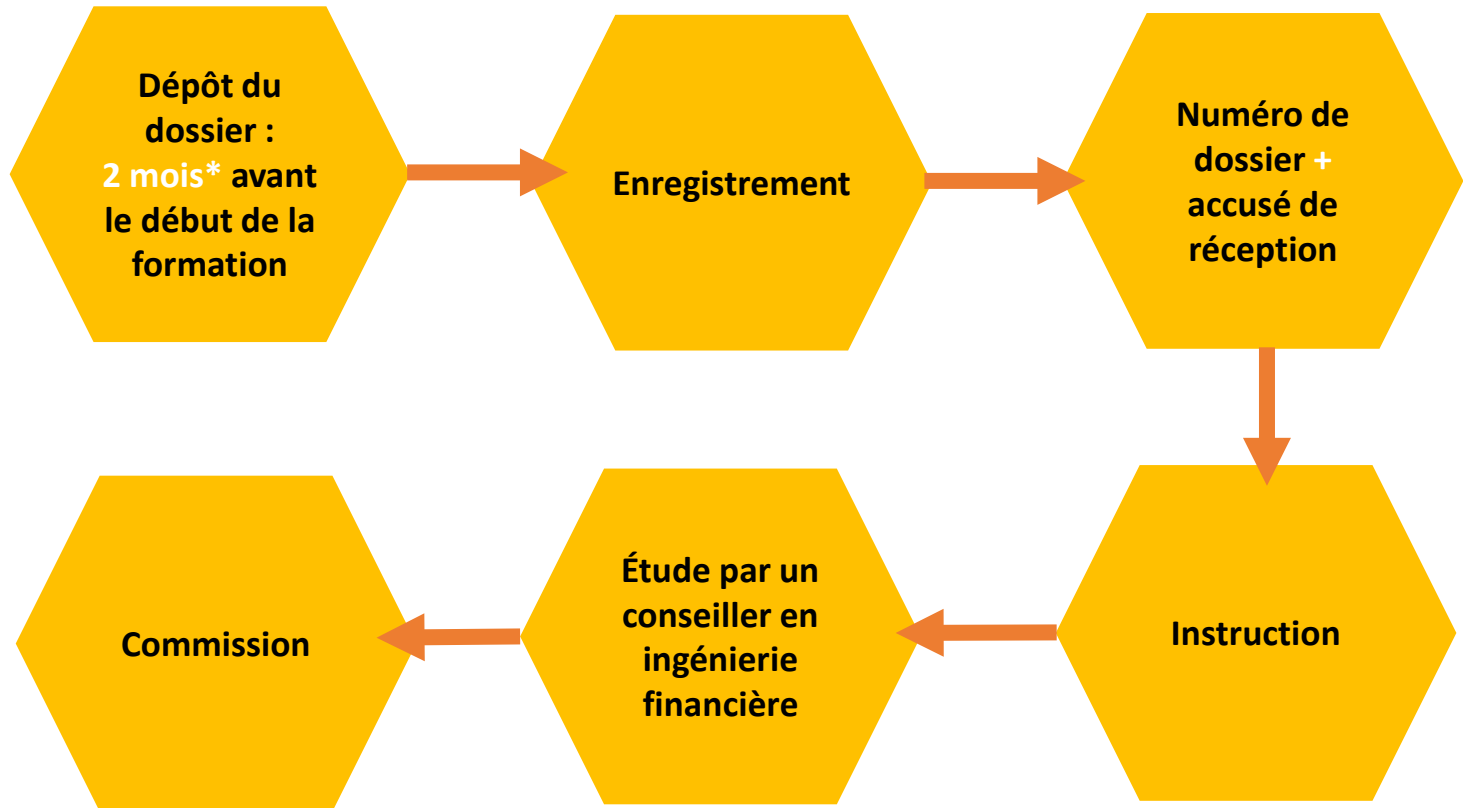 Dépôt du
dossier :
2 mois* avant
le début de la
formation
Enregistrement
Numéro de
dossier +
accusé de
réception
Instruction
Étude par un
conseiller en
ingénierie
financière
Commission